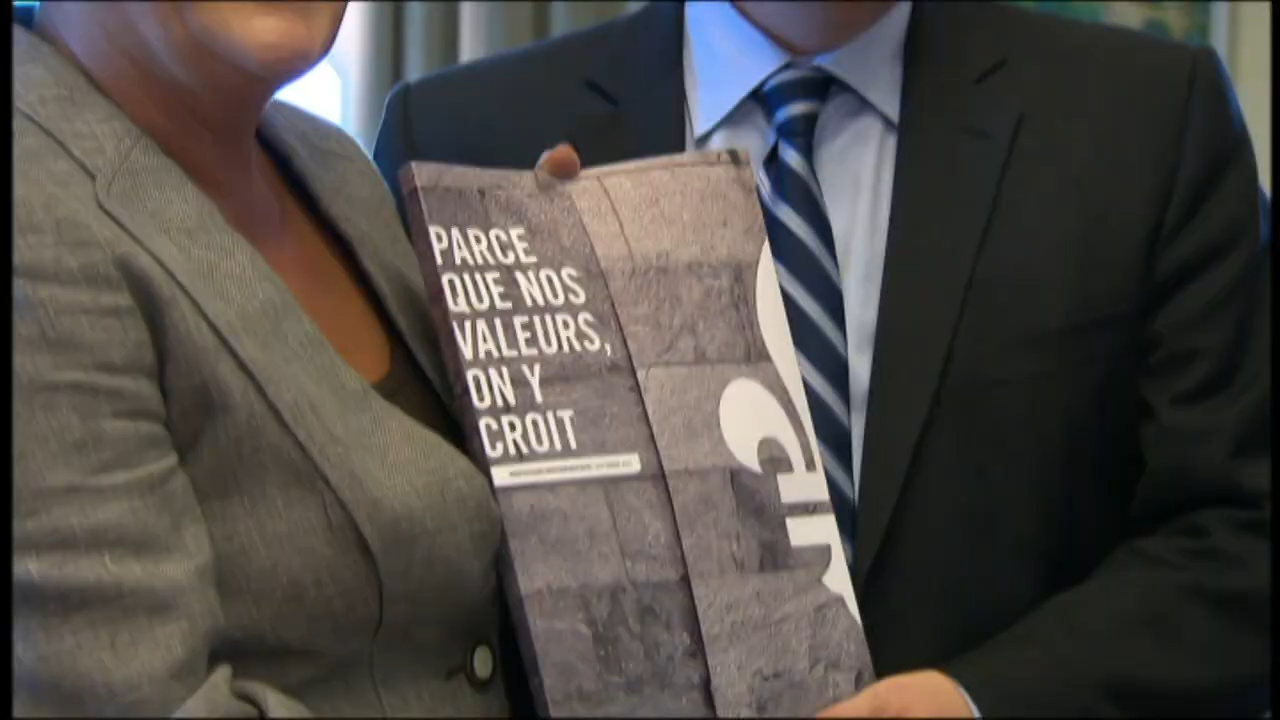 PARCE
QUE NOS
VALEURS,
ON Y
CROIT